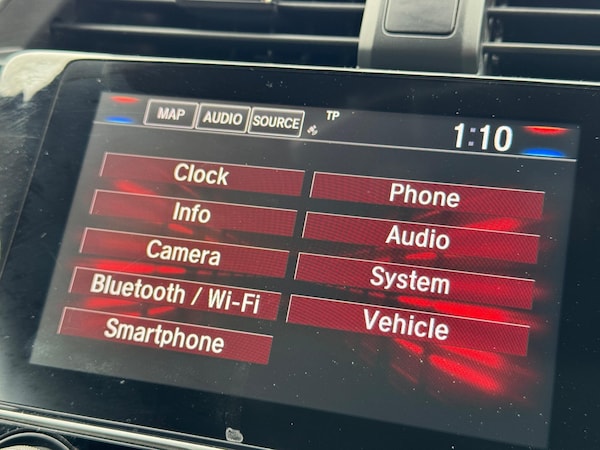 MAP AUDIO SOURCE TP 1:10
Clock
Info
Camera
Bluetooth / Wi-Fi
Smartphone
Phone
Audio
System
Vehicle